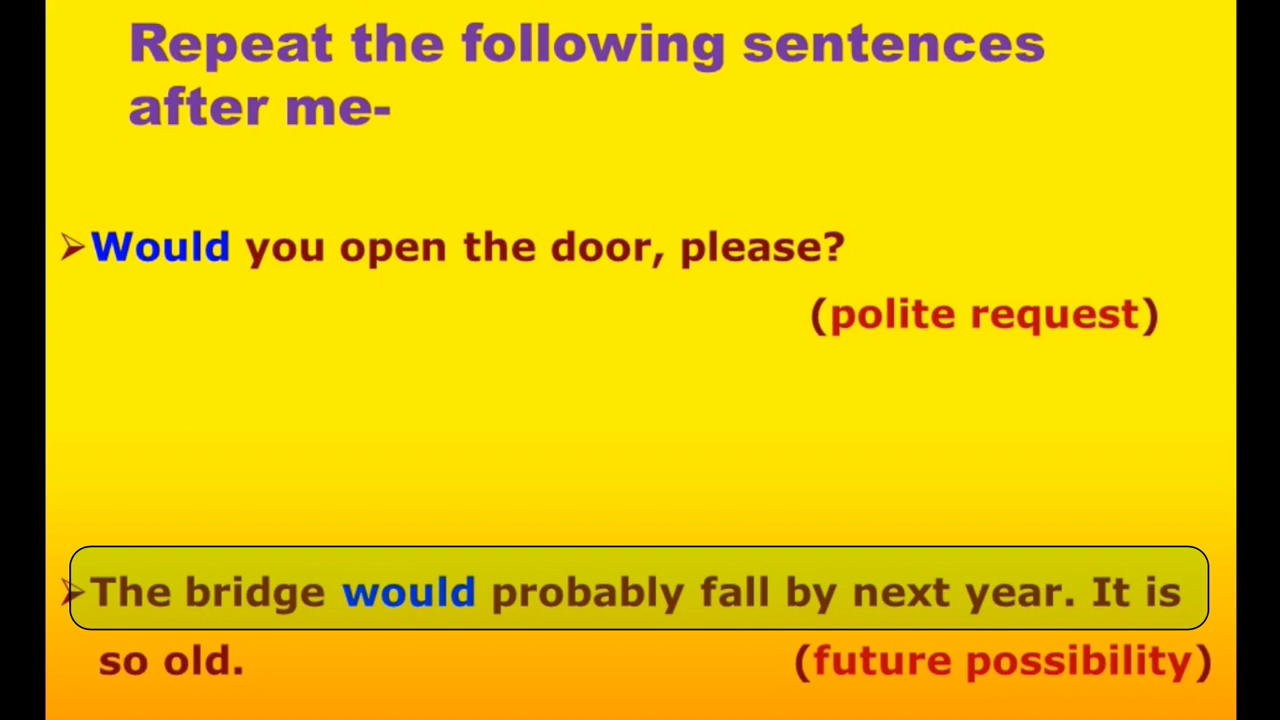 Repeat the following sentences
after me-
➢Would you open the door, please?
(polite request)
➢The bridge would probably fall by next year. It is
so old. (future possibility)